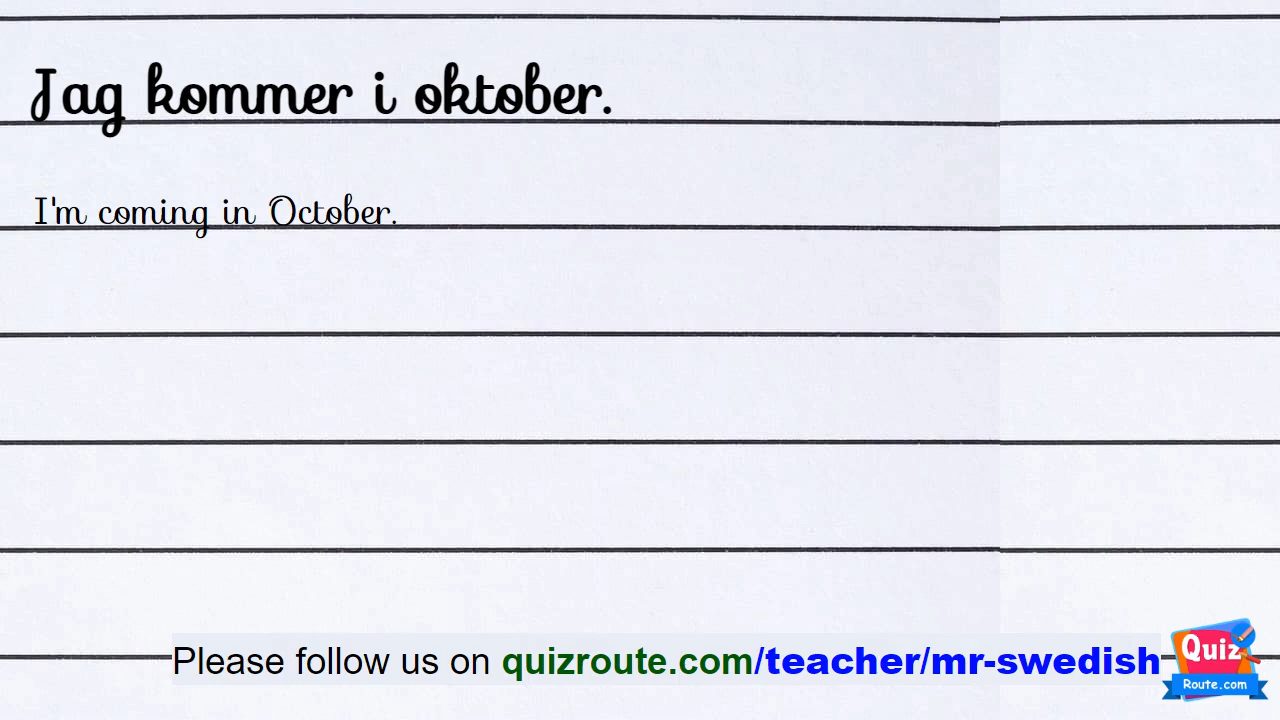 Jag kommer i oktober.
I'm coming in October.
Please follow us on quizroute.com/teacher/mr-swedish
Quiz
Route.com